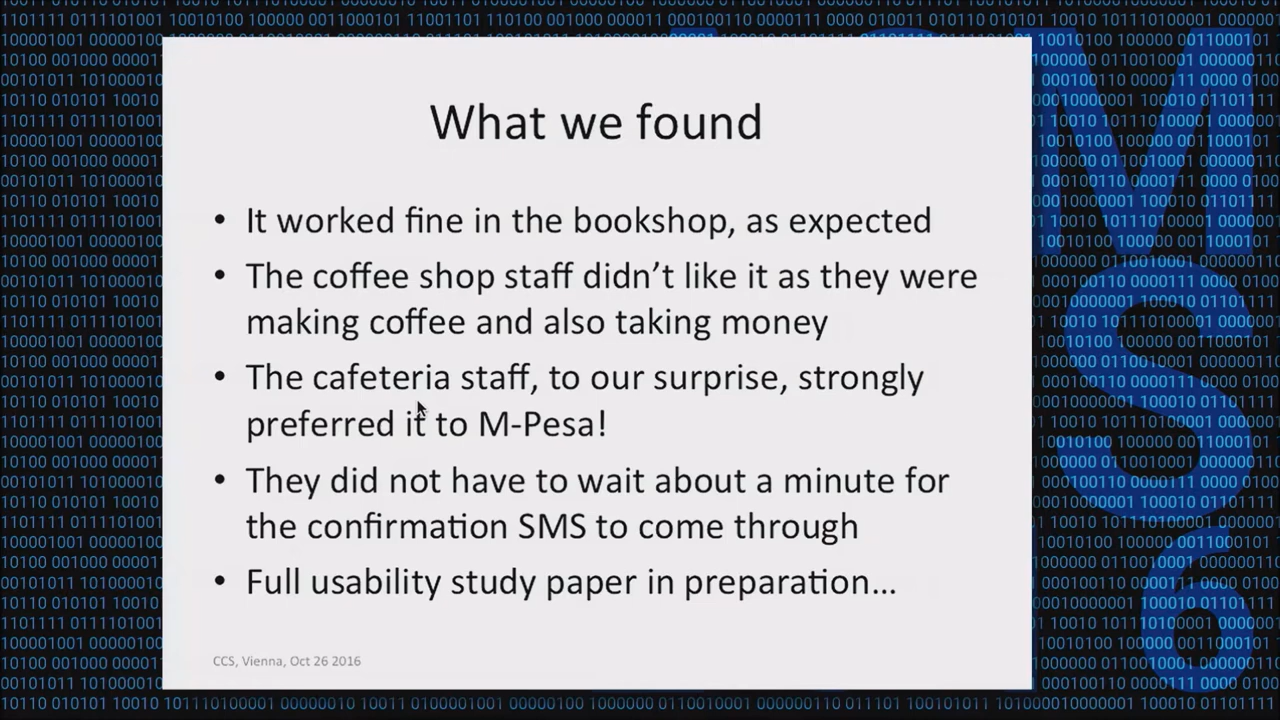 What we found
• It worked fine in the bookshop, as expected
• The coffee shop staff didn't like it as they were
making coffee and also taking money
• The cafeteria staff, to our surprise, strongly
preferred it to M-Pesa!
• They did not have to wait about a minute for
the confirmation SMS to come through
• Full usability study paper in preparation...
CCS, Vienna, Oct 26 2016